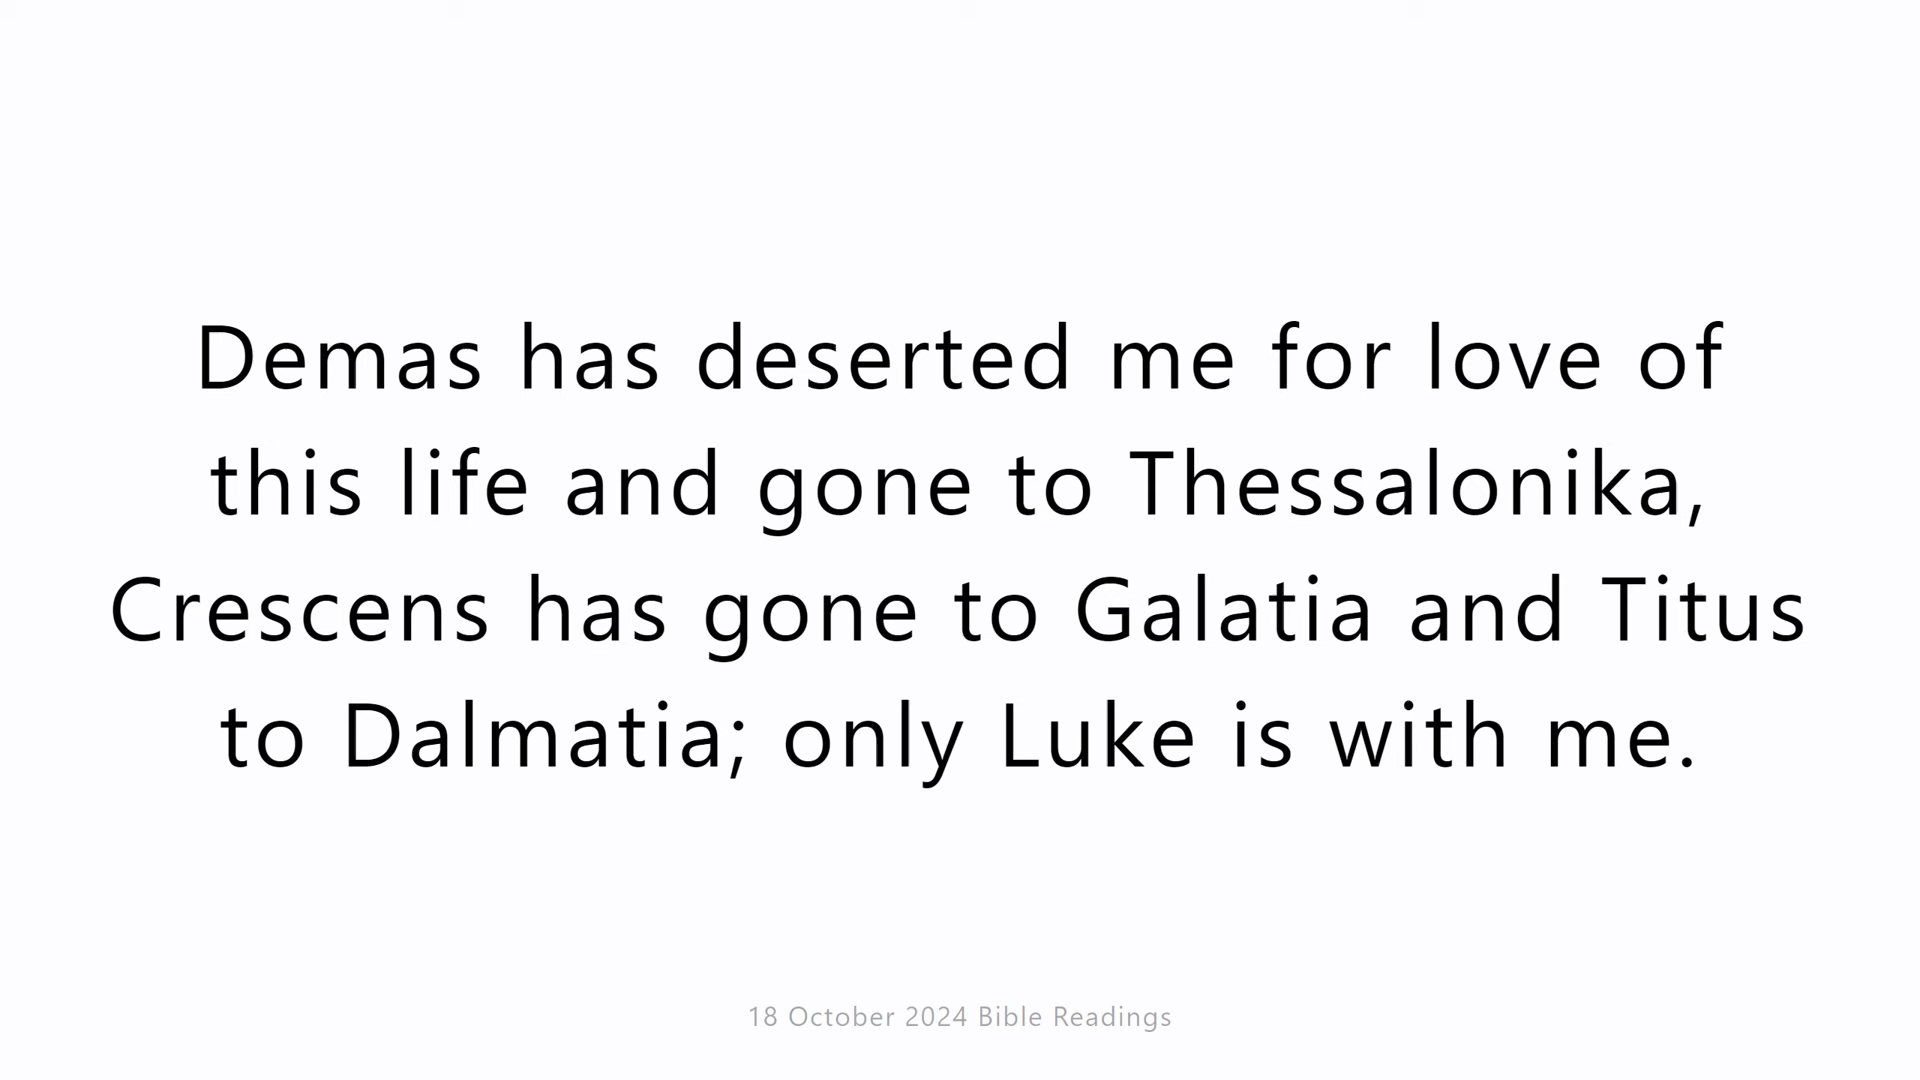 Demas has deserted me for love of
this life and gone to Thessalonika,
Crescens has gone to Galatia and Titus
to Dalmatia; only Luke is with me.
18 October 2024 Bible Readings